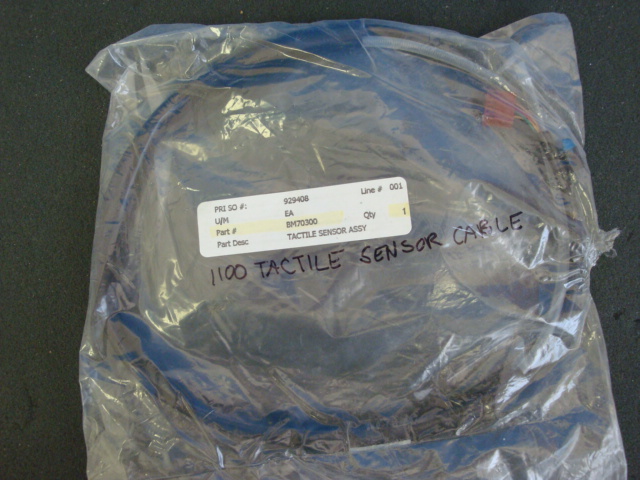 PRI SO #: 929408 Line # 001
U/M EA
Part # BM70300 Qty 1
Part Desc TACTILE SENSOR ASSY
1100 TACTILE SENSOR CABLE